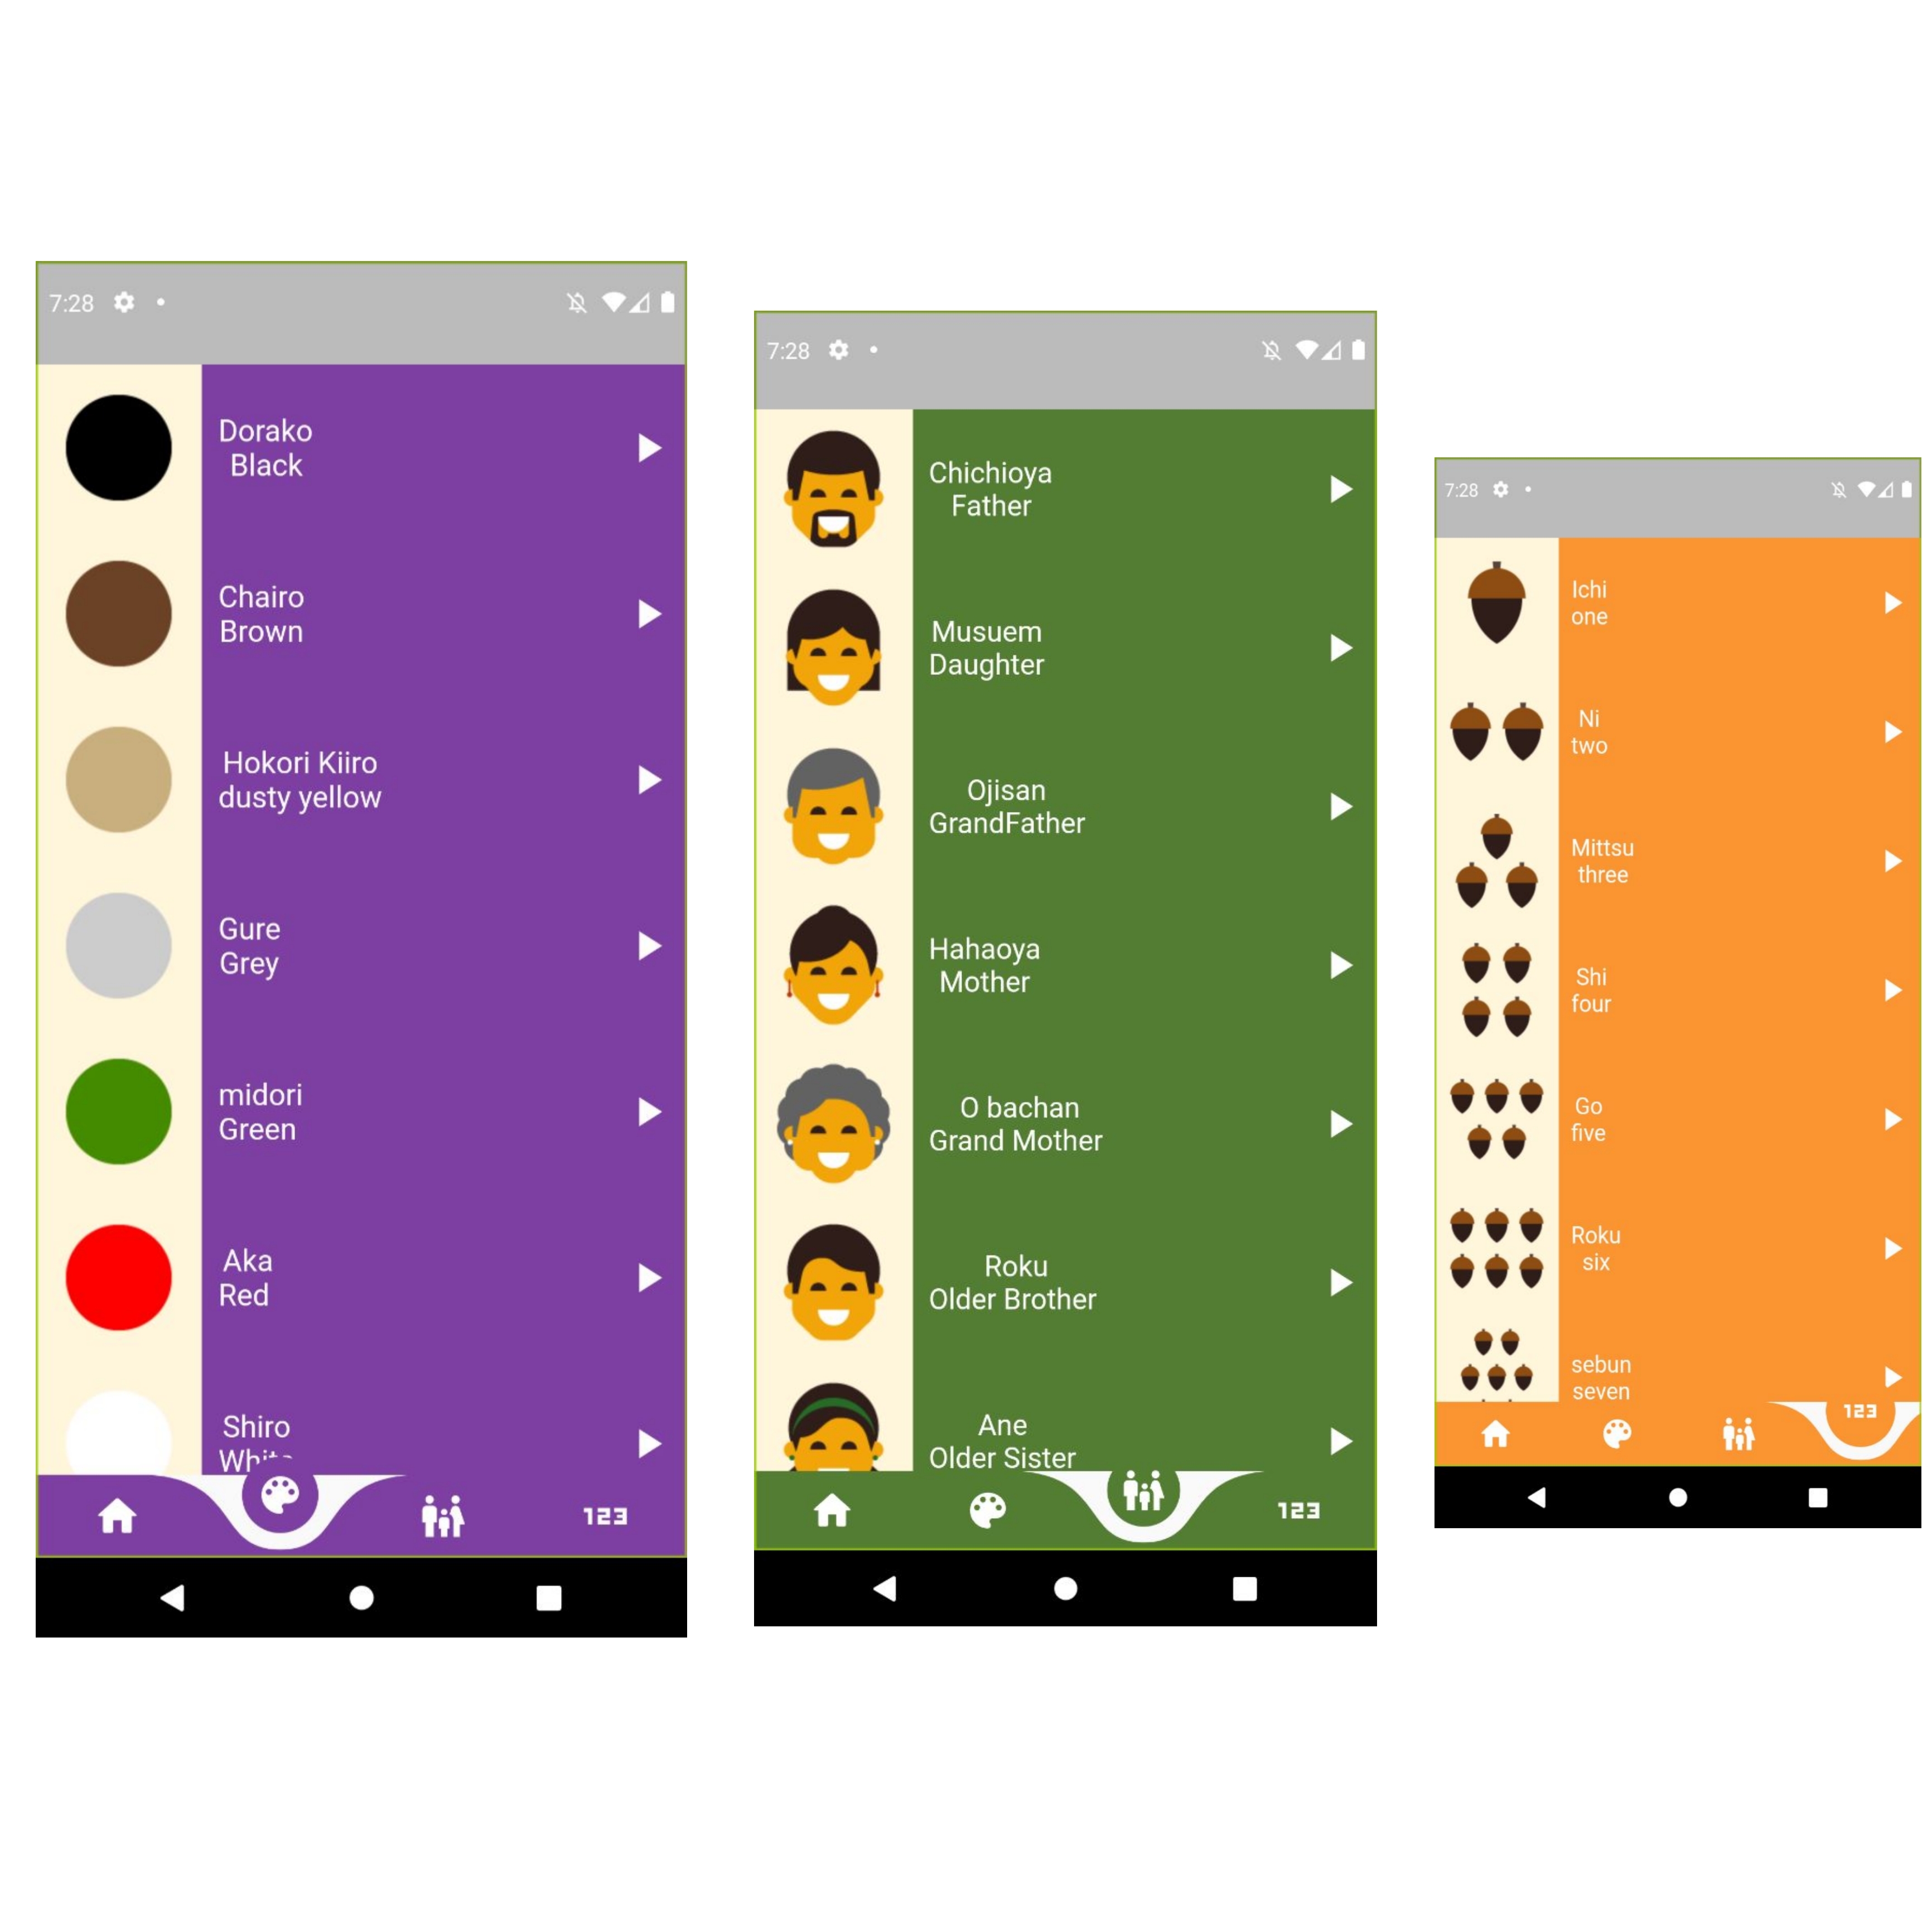 7:28
Dorako
Black
Chairo
Brown
Hokori Kiiro
dusty yellow
Gure
Grey
midori
Green
Aka
Red
Shiro
White
123
7:28
Chichioya
Father
Musuem
Daughter
Ojisan
GrandFather
Hahaoya
Mother
O bachan
Grand Mother
Roku
Older Brother
Ane
Older Sister
123
7:28
Ichi
one
Ni
two
Mittsu
three
Shi
four
Go
five
Roku
six
sebun
seven
123